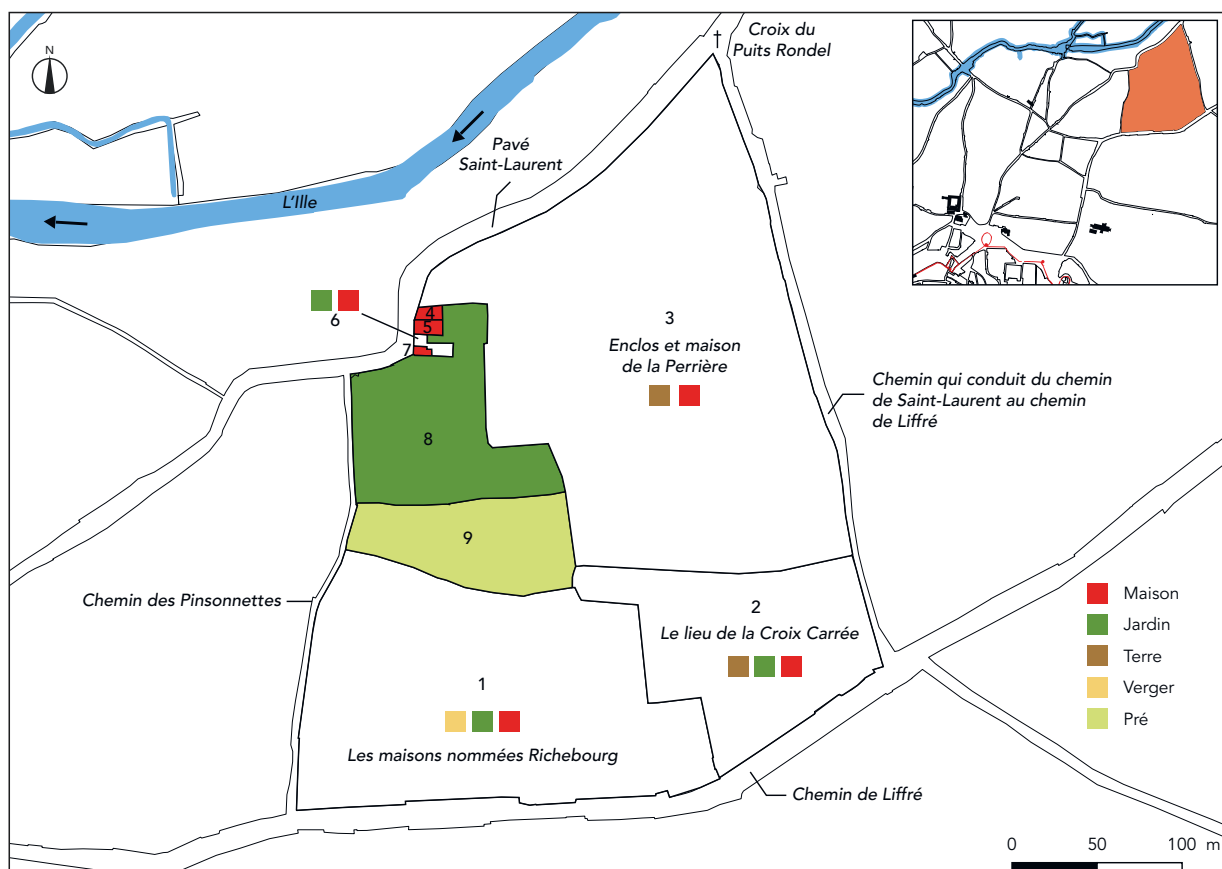 N
Croix du
Puits Rondel
†
Pavé
Saint-Laurent
L'Ille
6
4
5
7
3
Enclos et maison
de la Perrière
Chemin qui conduit du chemin
de Saint-Laurent au chemin
de Liffré
8
9
Chemin des Pinsonnettes
2
Le lieu de la Croix Carrée
1
Les maisons nommées Richebourg
Chemin de Liffré
Maison
Jardin
Terre
Verger
Pré
0 50 100 m